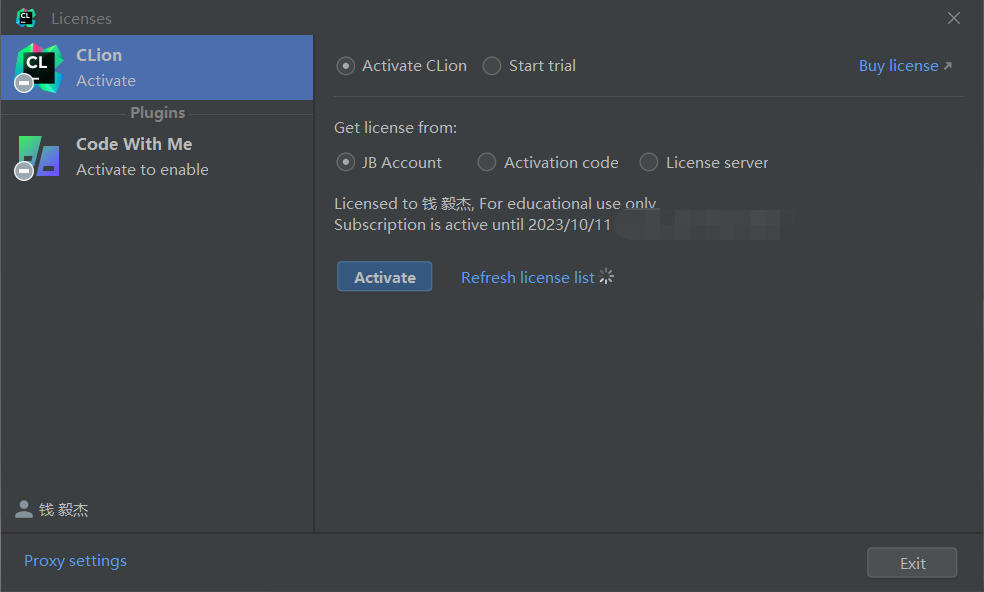 Licenses
CLion
Activate
Plugins
Code With Me
Activate to enable
钱 毅杰
Activate CLion Start trial Buy license
Get license from:
JB Account Activation code License server
Licensed to 钱 毅杰, For educational use only
Subscription is active until 2023/10/11
Activate Refresh license list
Proxy settings Exit